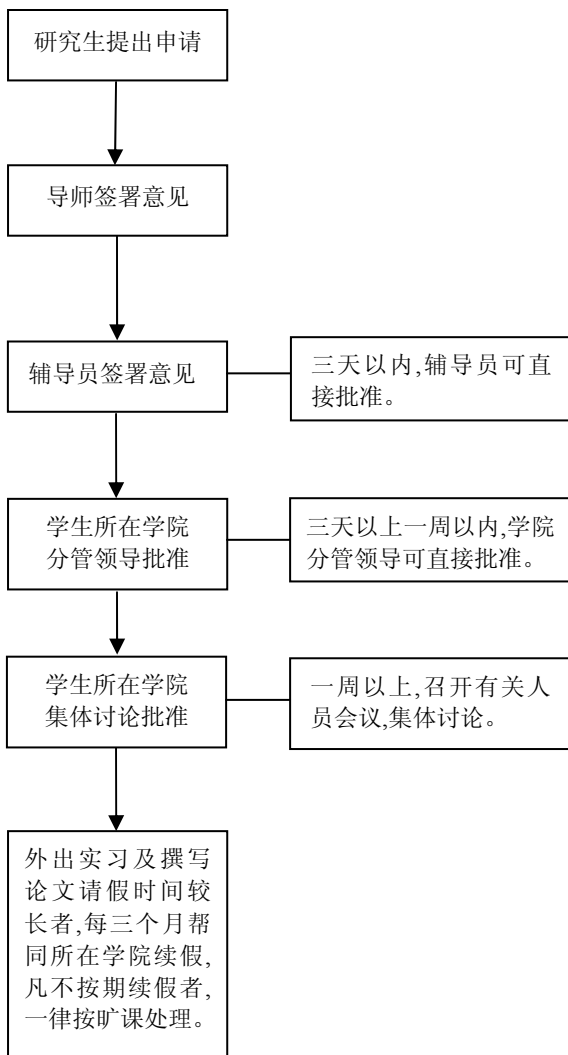 研究生提出申请
导师签署意见
辅导员签署意见
三天以内,辅导员可直
接批准。
学生所在学院
分管领导批准
三天以上一周以内,学院
分管领导可直接批准。
学生所在学院
集体讨论批准
一周以上,召开有关人
员会议,集体讨论。
外出实习及撰写
论文请假时间较
长者,每三个月帮
同所在学院续假,
凡不按期续假者,
一律按旷课处理。